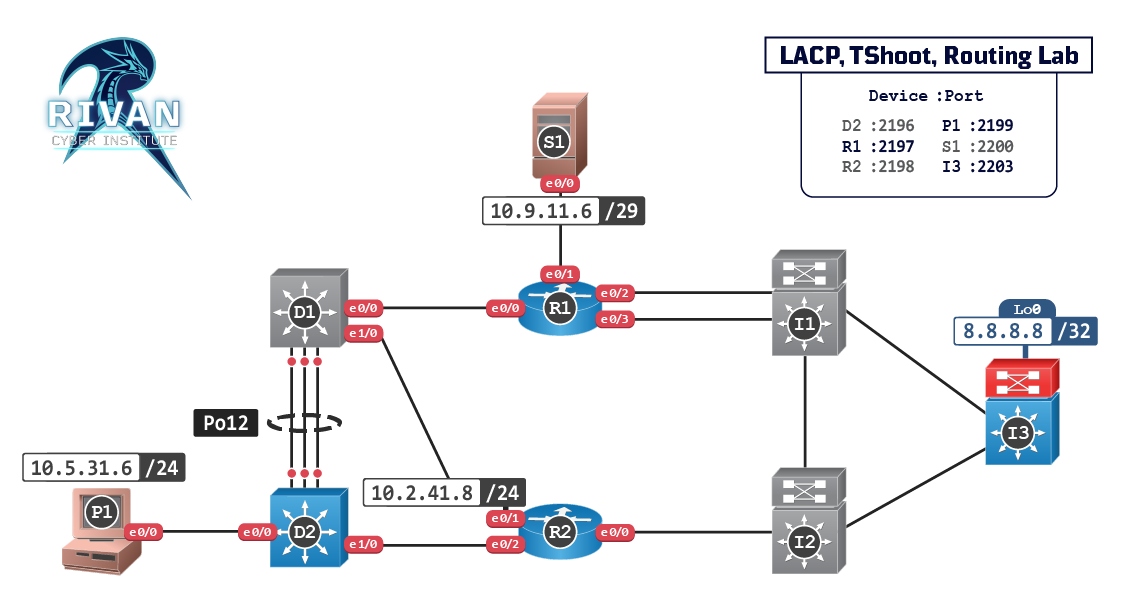 RIVAN
CYBER INSTITUTE
LACP, TShoot, Routing Lab
Device :Port
D2 :2196 P1 :2199
R1 :2197 S1 :2200
R2 :2198 I3 :2203
S1
e0/0
10.9.11.6 /29
e0/1
D1
e0/0
e0/0
R1
e0/2
e0/3
e1/0
I1
Lo0
8.8.8.8 /32
Po12
I3
10.5.31.6 /24
10.2.41.8 /24
P1
e0/0
e0/0
D2
e1/0
e0/1
e0/2
R2
e0/0
I2